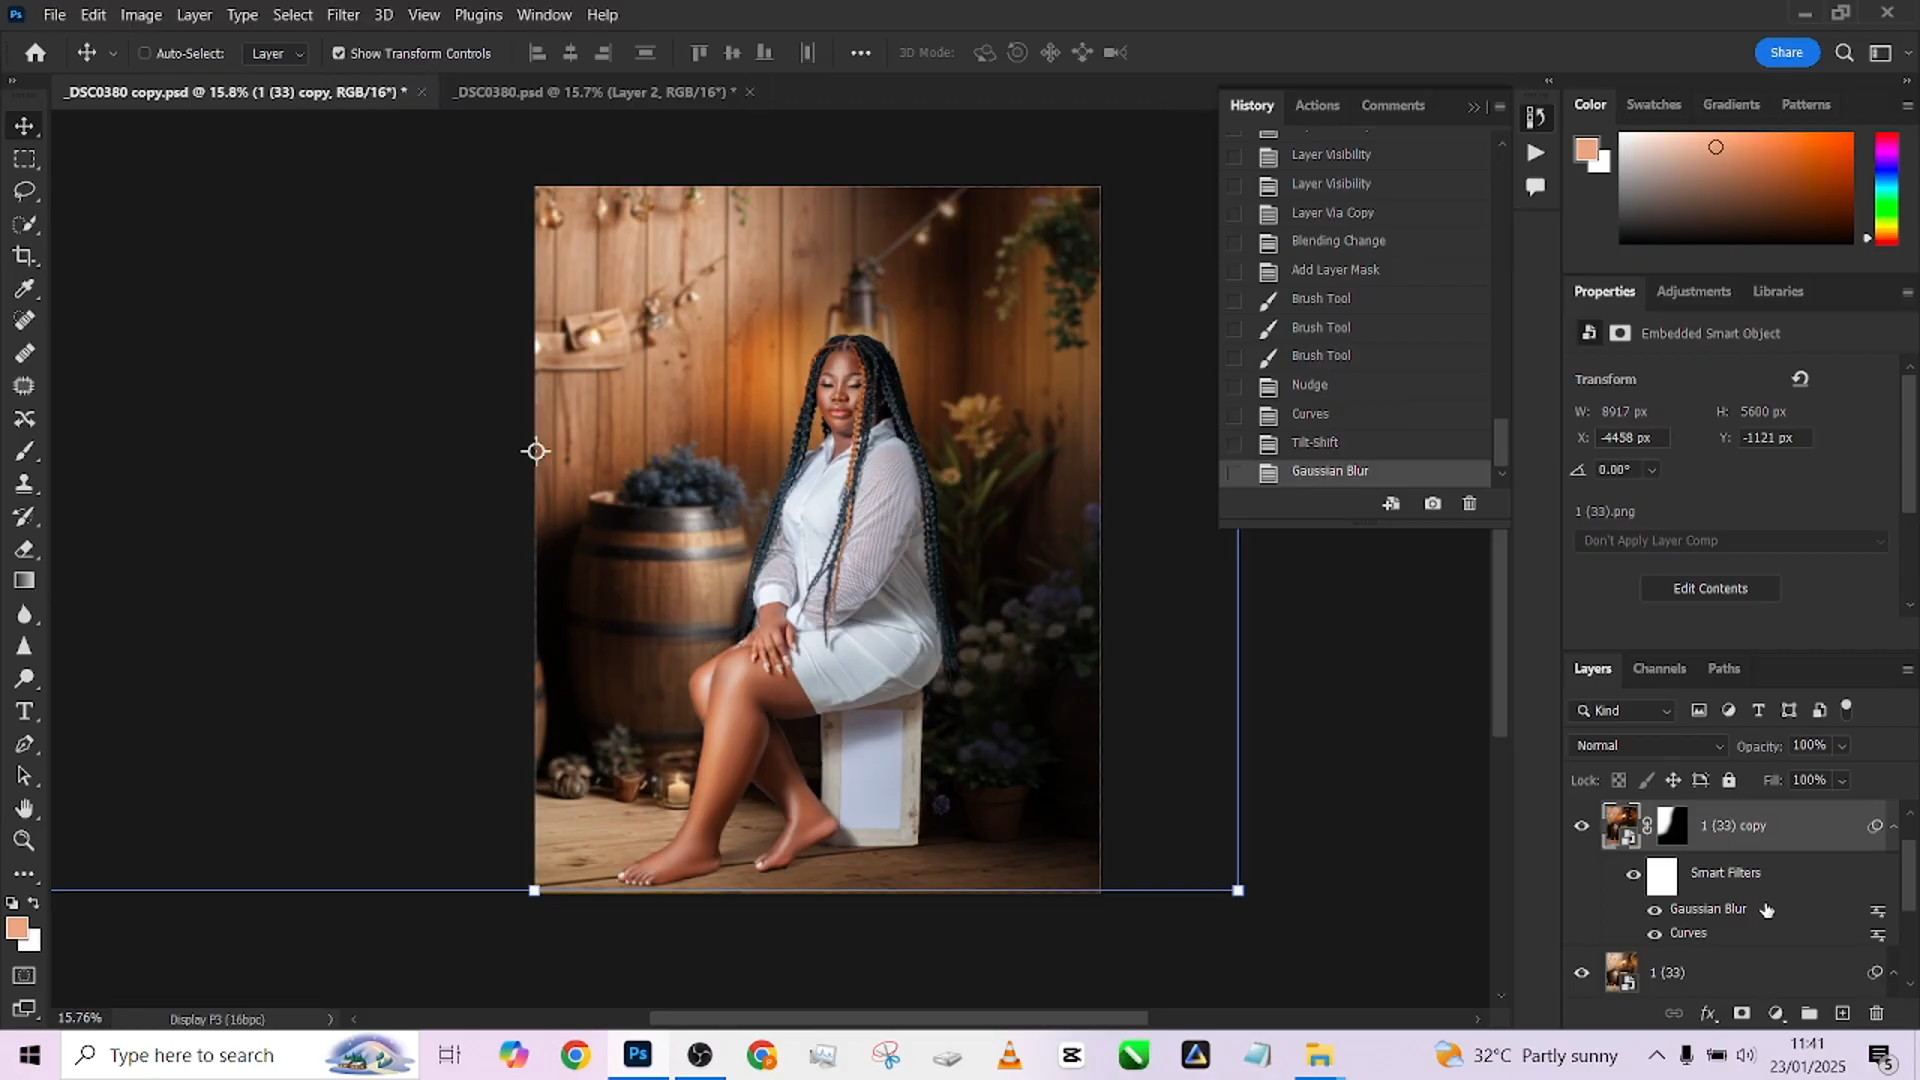 File Edit Image Layer Type Select Filter 3D View Plugins Window Help
Auto-Select: Layer Show Transform Controls 3D Mode: Share
_DSC0380 copy.psd @ 15.8% (1 (33) copy, RGB/16*) * _DSC0380.psd @ 15.7% (Layer 2, RGB/16*) *
History Actions Comments
Layer Visibility
Layer Visibility
Layer Via Copy
Blending Change
Add Layer Mask
Brush Tool
Brush Tool
Brush Tool
Nudge
Curves
Tilt-Shift
Gaussian Blur
Color Swatches Gradients Patterns
Properties Adjustments Libraries
Embedded Smart Object
Transform
W: 8917 px H: 5600 px
X: -4458 px Y: -1121 px
0.00°
1 (33).png
Don't Apply Layer Comp
Edit Contents
Layers Channels Paths
Kind
Normal Opacity: 100%
Lock: Fill: 100%
1 (33) copy
Smart Filters
Gaussian Blur
Curves
1 (33)
15.76% Display P3 (16bpc)
Type here to search
32°C Partly sunny
11:41
23/01/2025
5